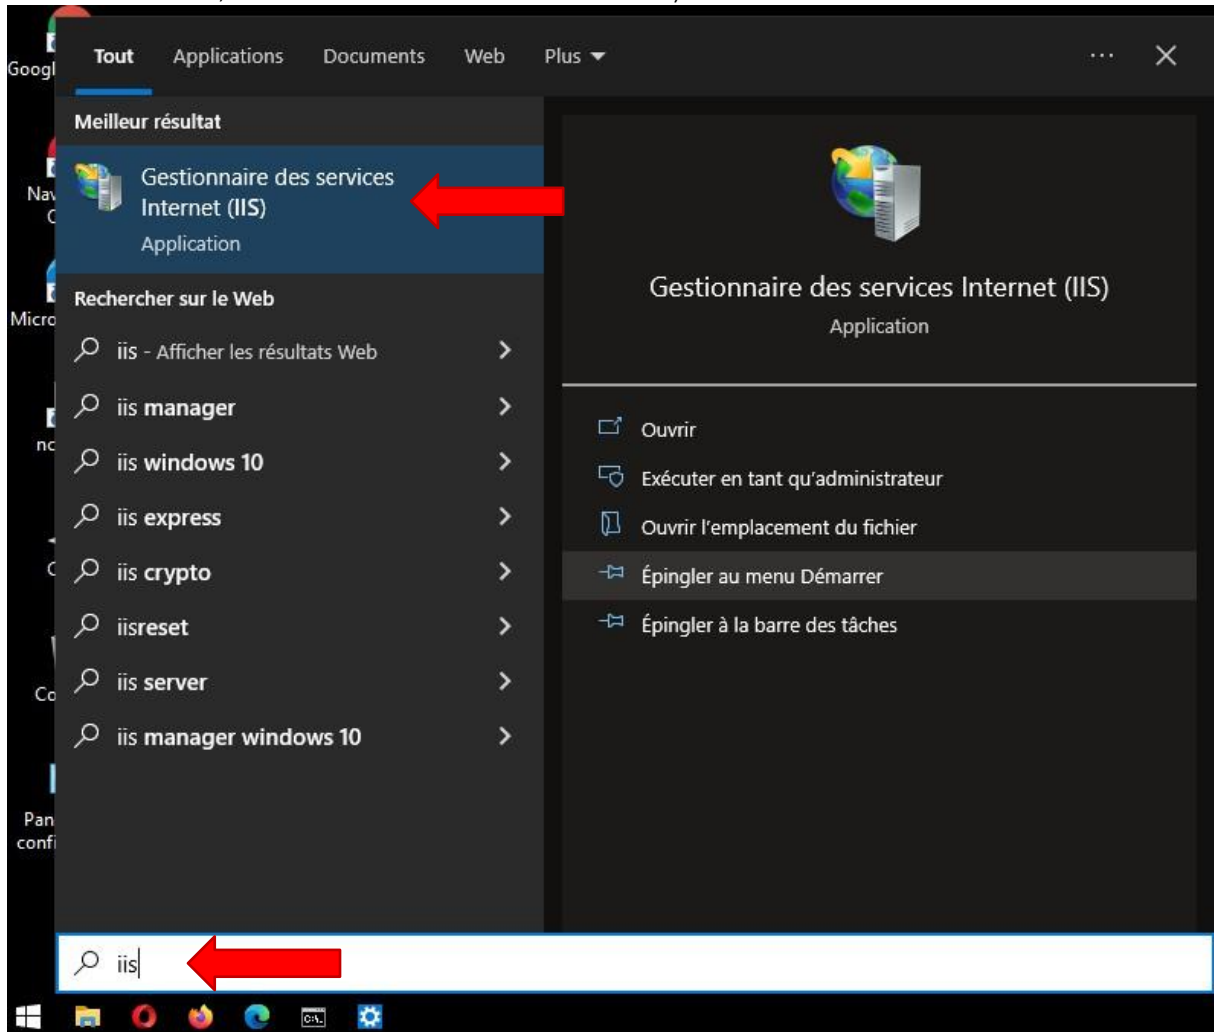 Tout Applications Documents Web Plus
Meilleur résultat
Gestionnaire des services
Internet (IIS)
Application
Rechercher sur le Web
iis - Afficher les résultats Web
iis manager
iis windows 10
iis express
iis crypto
iisreset
iis server
iis manager windows 10
Gestionnaire des services Internet (IIS)
Application
Ouvrir
Exécuter en tant qu'administrateur
Ouvrir l'emplacement du fichier
Épingler au menu Démarrer
Épingler à la barre des tâches
iis